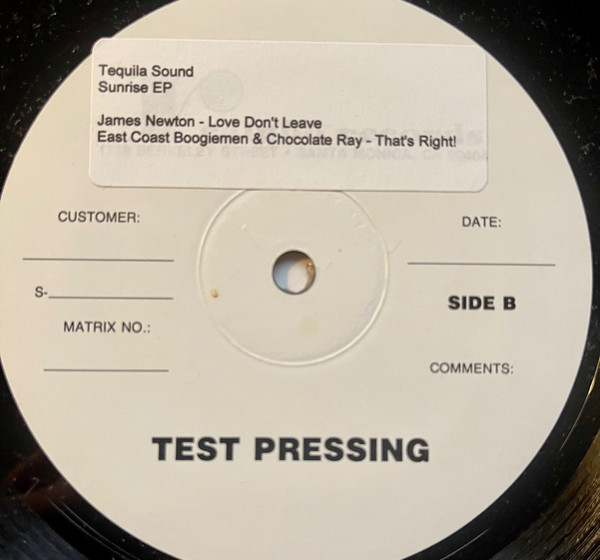 Tequila Sound
Sunrise EP
James Newton - Love Don't Leave
East Coast Boogiemen & Chocolate Ray - That's Right!
CUSTOMER:
DATE:
S-
SIDE B
MATRIX NO.:
COMMENTS:
TEST PRESSING